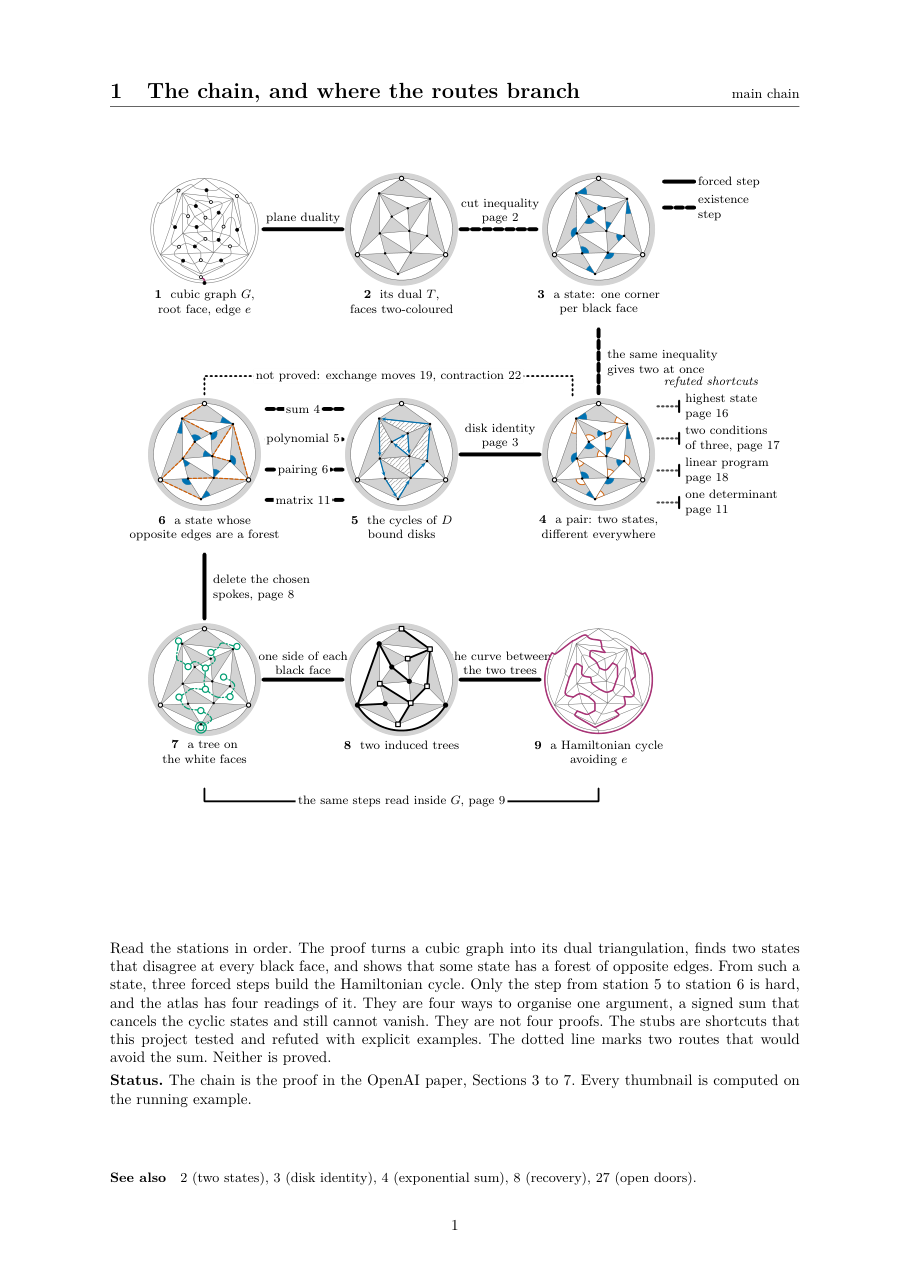 1 The chain, and where the routes branch
main chain
forced step
existence
step
plane duality
cut inequality
page 2
1 cubic graph G,
root face, edge e
2 its dual T,
faces two-coloured
3 a state: one corner
per black face
the same inequality
gives two at once
not proved: exchange moves 19, contraction 22
refuted shortcuts
highest state
page 16
two conditions
of three, page 17
linear program
page 18
one determinant
page 11
sum 4
polynomial 5
pairing 6
matrix 11
disk identity
page 3
6 a state whose
opposite edges are a forest
5 the cycles of D
bound disks
4 a pair: two states,
different everywhere
delete the chosen
spokes, page 8
one side of each
black face
he curve between
the two trees
7 a tree on
the white faces
8 two induced trees
9 a Hamiltonian cycle
avoiding e
the same steps read inside G, page 9
Read the stations in order. The proof turns a cubic graph into its dual triangulation, finds two states
that disagree at every black face, and shows that some state has a forest of opposite edges. From such a
state, three forced steps build the Hamiltonian cycle. Only the step from station 5 to station 6 is hard,
and the atlas has four readings of it. They are four ways to organise one argument, a signed sum that
cancels the cyclic states and still cannot vanish. They are not four proofs. The stubs are shortcuts that
this project tested and refuted with explicit examples. The dotted line marks two routes that would
avoid the sum. Neither is proved.
Status. The chain is the proof in the OpenAI paper, Sections 3 to 7. Every thumbnail is computed on
the running example.
See also 2 (two states), 3 (disk identity), 4 (exponential sum), 8 (recovery), 27 (open doors).
1